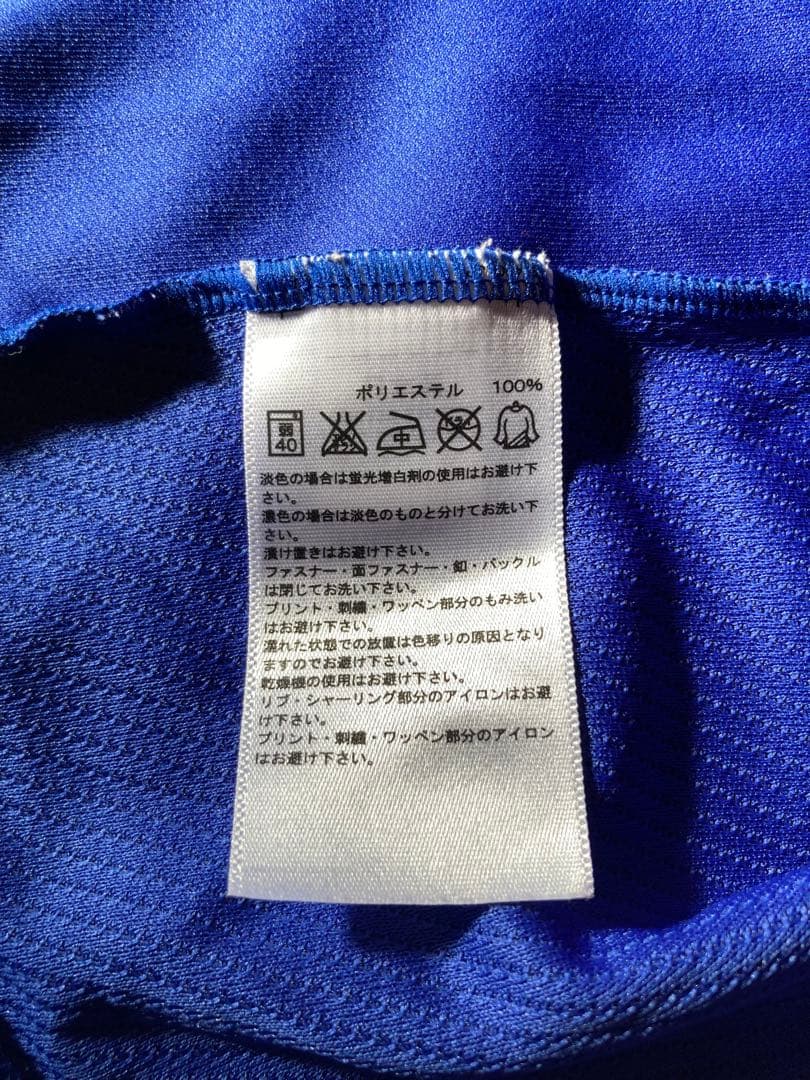 ポリエステル 100%
弱 中
40
淡色の場合は蛍光増白剤の使用はお避け下
さい。
濃色の場合は淡色のものと分けてお洗い下
さい。
漬け置きはお避け下さい。
ファスナー・面ファスナー・釦・バックル
は閉じてお洗い下さい。
プリント・刺繍・ワッペン部分のもみ洗い
はお避け下さい。
濡れた状態での放置は色移りの原因となり
ますのでお避け下さい。
乾燥機の使用はお避け下さい。
リブ・シャーリング部分のアイロンはお避
け下さい。
プリント・刺繍・ワッペン部分のアイロン
はお避け下さい。